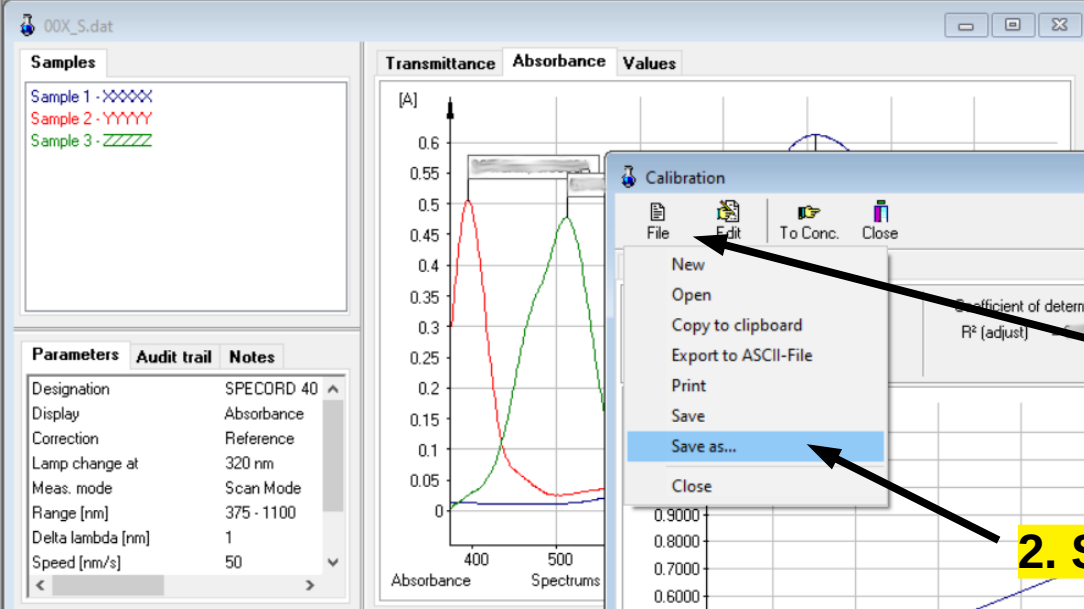 00X_S.dat
Samples
Sample 1 - XXXXX
Sample 2 - YYYYY
Sample 3 - ZZZZZ
Parameters Audit trail Notes
Designation SPECORD 40
Display Absorbance
Correction Reference
Lamp change at 320 nm
Meas. mode Scan Mode
Range [nm] 375 - 1100
Delta lambda [nm] 1
Speed [nm/s] 50
Transmittance Absorbance Values
[A]
0.6
0.55
0.5
0.45
0.4
0.35
0.3
0.25
0.2
0.15
0.1
0.05
0
400 500
Absorbance Spectrums
Calibration
File Edit To Conc. Close
New
Open
Copy to clipboard
Export to ASCII-File
Print
Save
Save as...
Close
Coefficient of determ
R² (adjust)
0.9000
0.8000
0.7000
0.6000
2. S